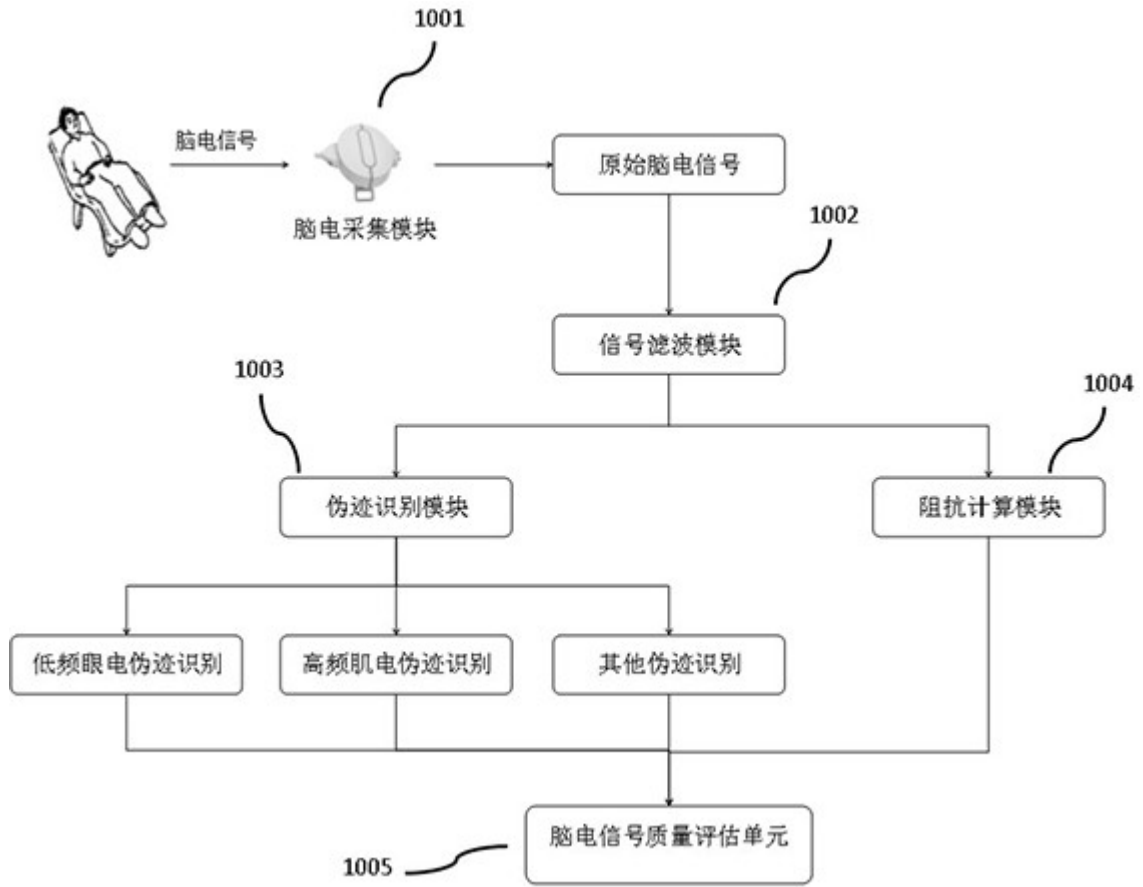 1001
脑电信号
原始脑电信号
脑电采集模块
1002
信号滤波模块
1003
1004
伪迹识别模块
阻抗计算模块
低频眼电伪迹识别
高频肌电伪迹识别
其他伪迹识别
脑电信号质量评估单元
1005